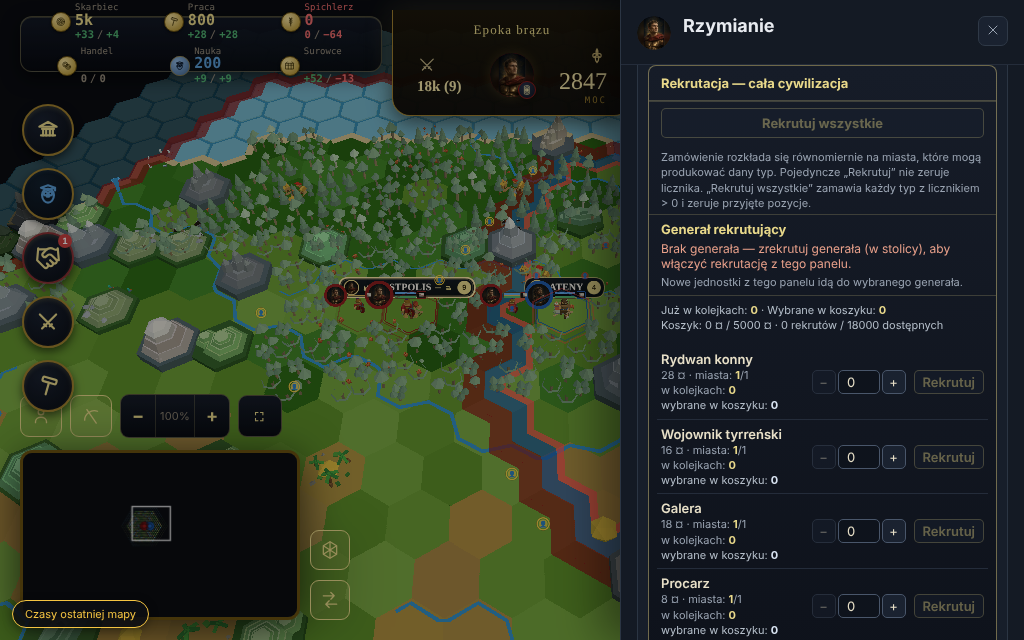 Skarbiec
5k
+33 / +4
Praca
800
+28 / +28
Spichlerz
0
0 / −64
Handel
0 / 0
Nauka
200
+9 / +9
Surowce
+52 / −13
Epoka brązu
18k (9)
2847
MOC
1
STPOLIS
9
ATENY
4
100%
Czasy ostatniej mapy
Rzymianie
Rekrutacja — cała cywilizacja
Rekrutuj wszystkie
Zamówienie rozkłada się równomiernie na miasta, które mogą
produkować dany typ. Pojedyncze „Rekrutuj” nie zeruje
licznika. „Rekrutuj wszystkie” zamawia każdy typ z licznikiem
> 0 i zeruje przyjęte pozycje.
Generał rekrutujący
Brak generała — zrekrutuj generała (w stolicy), aby
włączyć rekrutację z tego panelu.
Nowe jednostki z tego panelu idą do wybranego generała.
Już w kolejkach: 0 · Wybrane w koszyku: 0
Koszyk: 0 ¤ / 5000 ¤ · 0 rekrutów / 18000 dostępnych
Rydwan konny
28 ¤ · miasta: 1/1
w kolejkach: 0
wybrane w koszyku: 0
− 0 + Rekrutuj
Wojownik tyrreński
16 ¤ · miasta: 1/1
w kolejkach: 0
wybrane w koszyku: 0
− 0 + Rekrutuj
Galera
18 ¤ · miasta: 1/1
w kolejkach: 0
wybrane w koszyku: 0
− 0 + Rekrutuj
Procarz
8 ¤ · miasta: 1/1
w kolejkach: 0
wybrane w koszyku: 0
− 0 + Rekrutuj